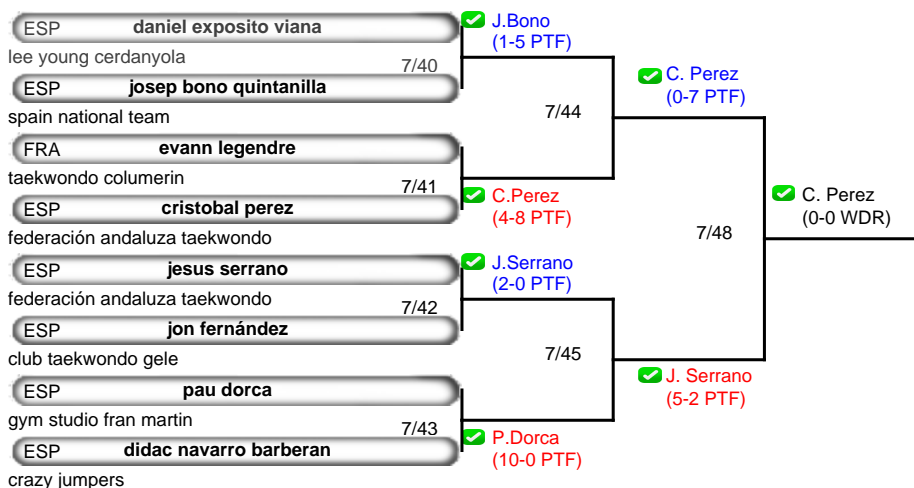 ESP daniel exposito viana
lee young cerdanyola
7/40
ESP josep bono quintanilla
spain national team
FRA evann legendre
taekwondo columerin
7/41
ESP cristobal perez
federación andaluza taekwondo
ESP jesus serrano
federación andaluza taekwondo
7/42
ESP jon fernández
club taekwondo gele
ESP pau dorca
gym studio fran martin
7/43
ESP didac navarro barberan
crazy jumpers
J.Bono
(1-5 PTF)
7/44
C.Perez
(4-8 PTF)
J.Serrano
(2-0 PTF)
7/45
P.Dorca
(10-0 PTF)
C. Perez
(0-7 PTF)
7/48
J. Serrano
(5-2 PTF)
C. Perez
(0-0 WDR)